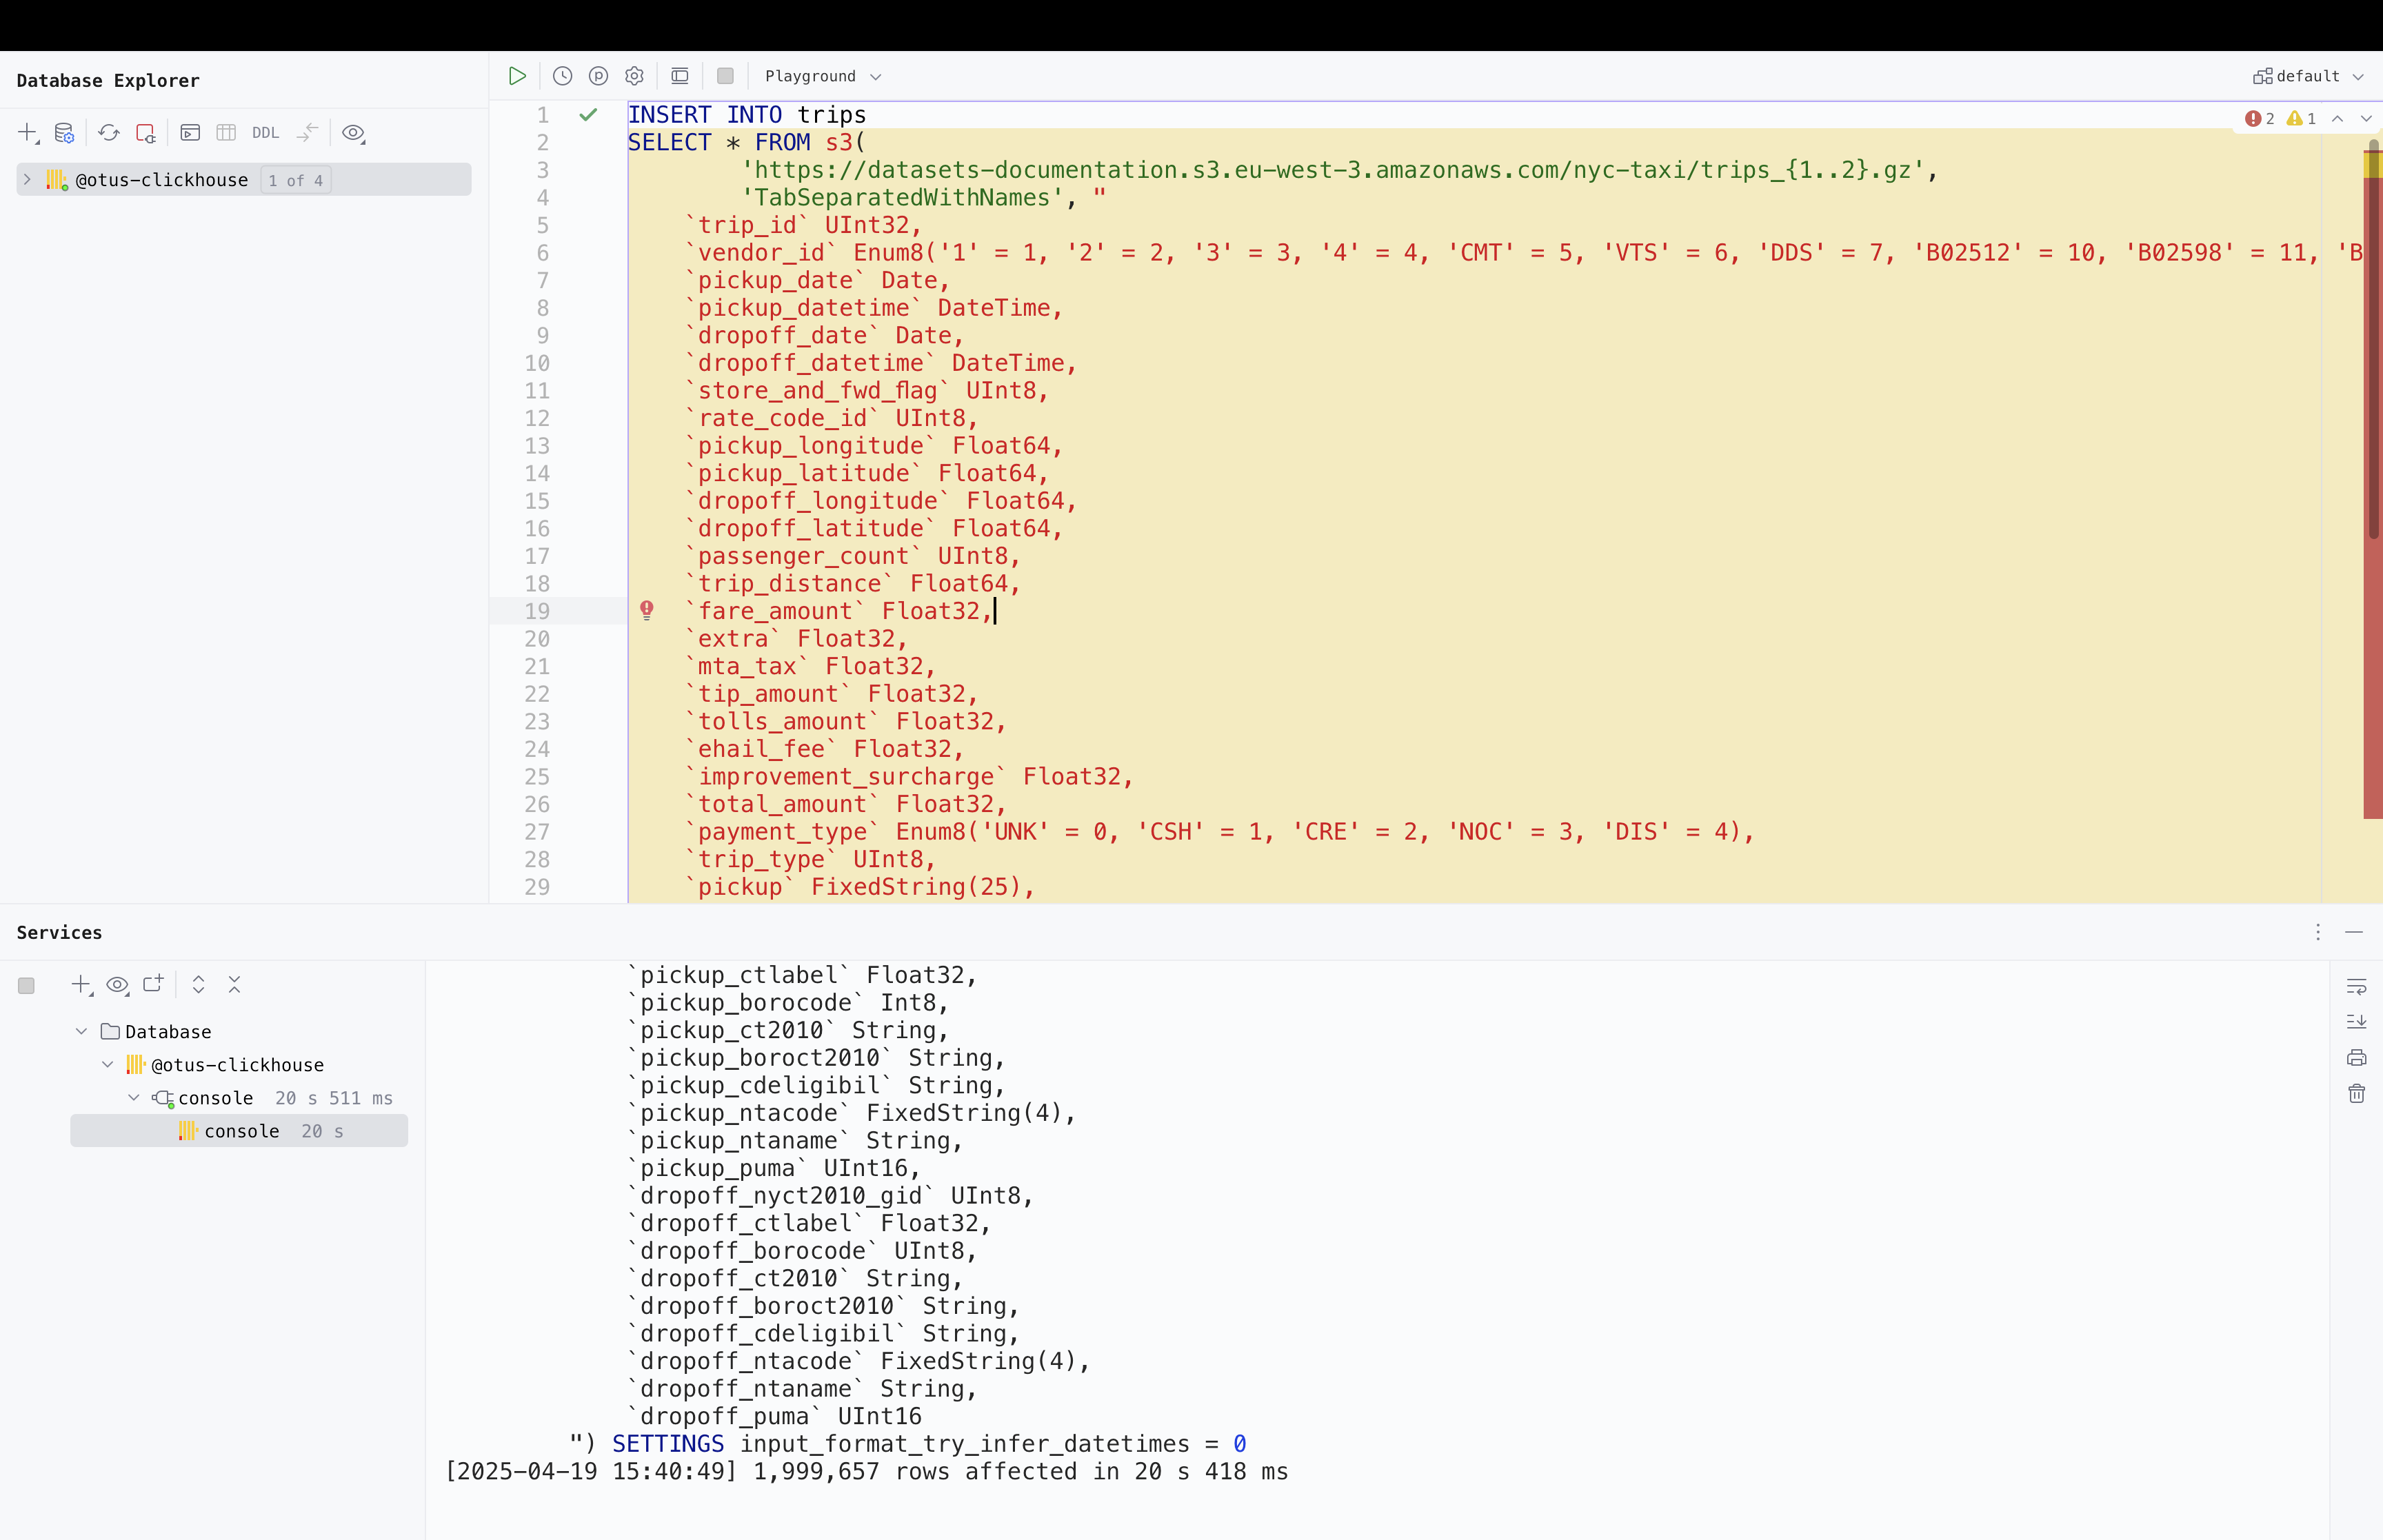 Database Explorer
DDL
@otus-clickhouse 1 of 4
Playground
default
2 1
1 INSERT INTO trips
2 SELECT * FROM s3(
3 'https://datasets-documentation.s3.eu-west-3.amazonaws.com/nyc-taxi/trips_{1..2}.gz',
4 'TabSeparatedWithNames', "
5 `trip_id` UInt32,
6 `vendor_id` Enum8('1' = 1, '2' = 2, '3' = 3, '4' = 4, 'CMT' = 5, 'VTS' = 6, 'DDS' = 7, 'B02512' = 10, 'B02598' = 11, 'B
7 `pickup_date` Date,
8 `pickup_datetime` DateTime,
9 `dropoff_date` Date,
10 `dropoff_datetime` DateTime,
11 `store_and_fwd_flag` UInt8,
12 `rate_code_id` UInt8,
13 `pickup_longitude` Float64,
14 `pickup_latitude` Float64,
15 `dropoff_longitude` Float64,
16 `dropoff_latitude` Float64,
17 `passenger_count` UInt8,
18 `trip_distance` Float64,
19 `fare_amount` Float32,
20 `extra` Float32,
21 `mta_tax` Float32,
22 `tip_amount` Float32,
23 `tolls_amount` Float32,
24 `ehail_fee` Float32,
25 `improvement_surcharge` Float32,
26 `total_amount` Float32,
27 `payment_type` Enum8('UNK' = 0, 'CSH' = 1, 'CRE' = 2, 'NOC' = 3, 'DIS' = 4),
28 `trip_type` UInt8,
29 `pickup` FixedString(25),
Services
Database
@otus-clickhouse
console 20 s 511 ms
console 20 s
`pickup_ctlabel` Float32,
`pickup_borocode` Int8,
`pickup_ct2010` String,
`pickup_boroct2010` String,
`pickup_cdeligibil` String,
`pickup_ntacode` FixedString(4),
`pickup_ntaname` String,
`pickup_puma` UInt16,
`dropoff_nyct2010_gid` UInt8,
`dropoff_ctlabel` Float32,
`dropoff_borocode` UInt8,
`dropoff_ct2010` String,
`dropoff_boroct2010` String,
`dropoff_cdeligibil` String,
`dropoff_ntacode` FixedString(4),
`dropoff_ntaname` String,
`dropoff_puma` UInt16
") SETTINGS input_format_try_infer_datetimes = 0
[2025-04-19 15:40:49] 1,999,657 rows affected in 20 s 418 ms